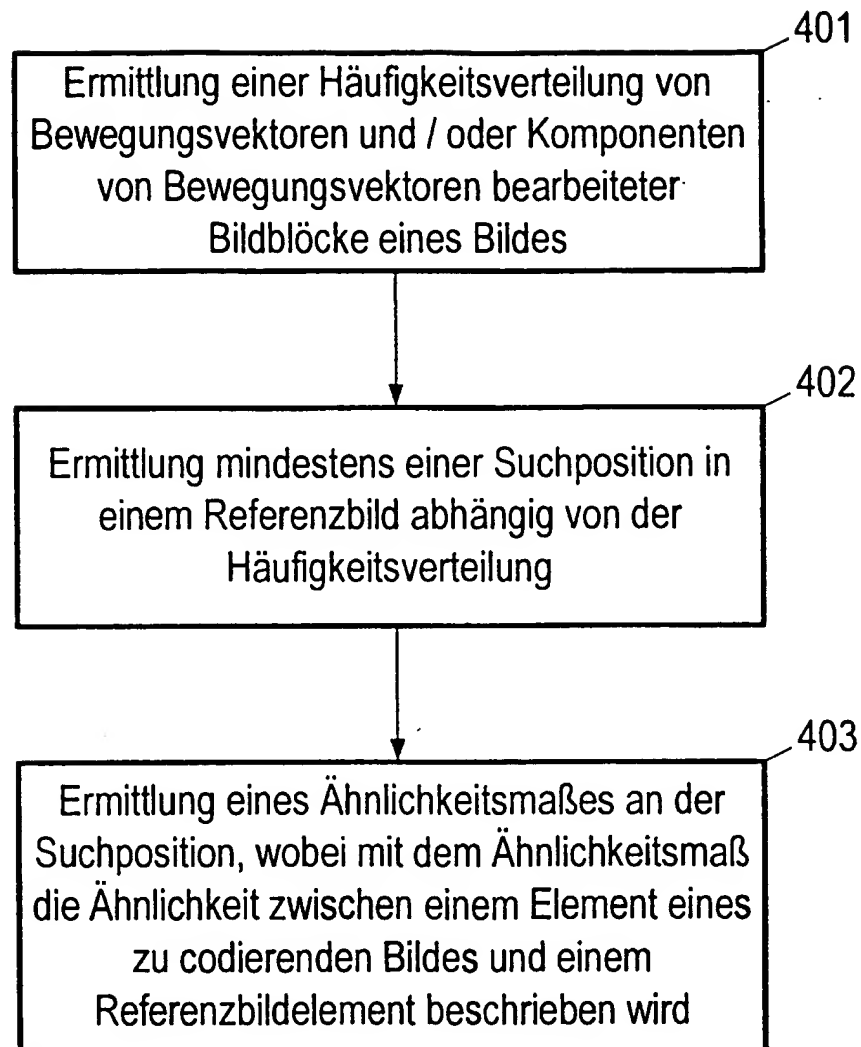 401
Ermittlung einer Häufigkeitsverteilung von
Bewegungsvektoren und / oder Komponenten
von Bewegungsvektoren bearbeiteter
Bildblöcke eines Bildes
402
Ermittlung mindestens einer Suchposition in
einem Referenzbild abhängig von der
Häufigkeitsverteilung
403
Ermittlung eines Ähnlichkeitsmaßes an der
Suchposition, wobei mit dem Ähnlichkeitsmaß
die Ähnlichkeit zwischen einem Element eines
zu codierenden Bildes und einem
Referenzbildelement beschrieben wird